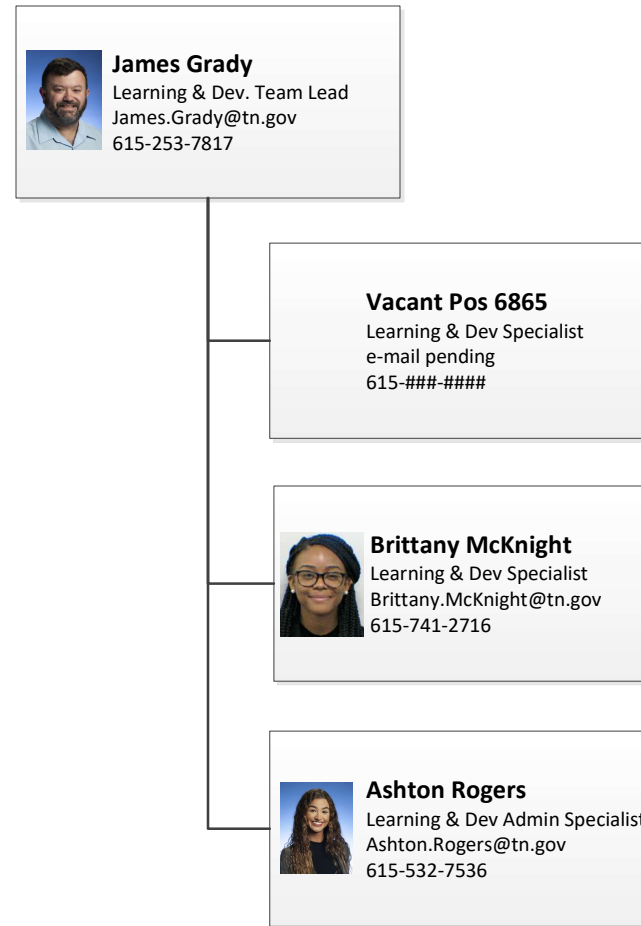 James Grady
Learning & Dev. Team Lead
James.Grady@tn.gov
615-253-7817
Vacant Pos 6865
Learning & Dev Specialist
e-mail pending
615-###-####
Brittany McKnight
Learning & Dev Specialist
Brittany.McKnight@tn.gov
615-741-2716
Ashton Rogers
Learning & Dev Admin Specialist
Ashton.Rogers@tn.gov
615-532-7536